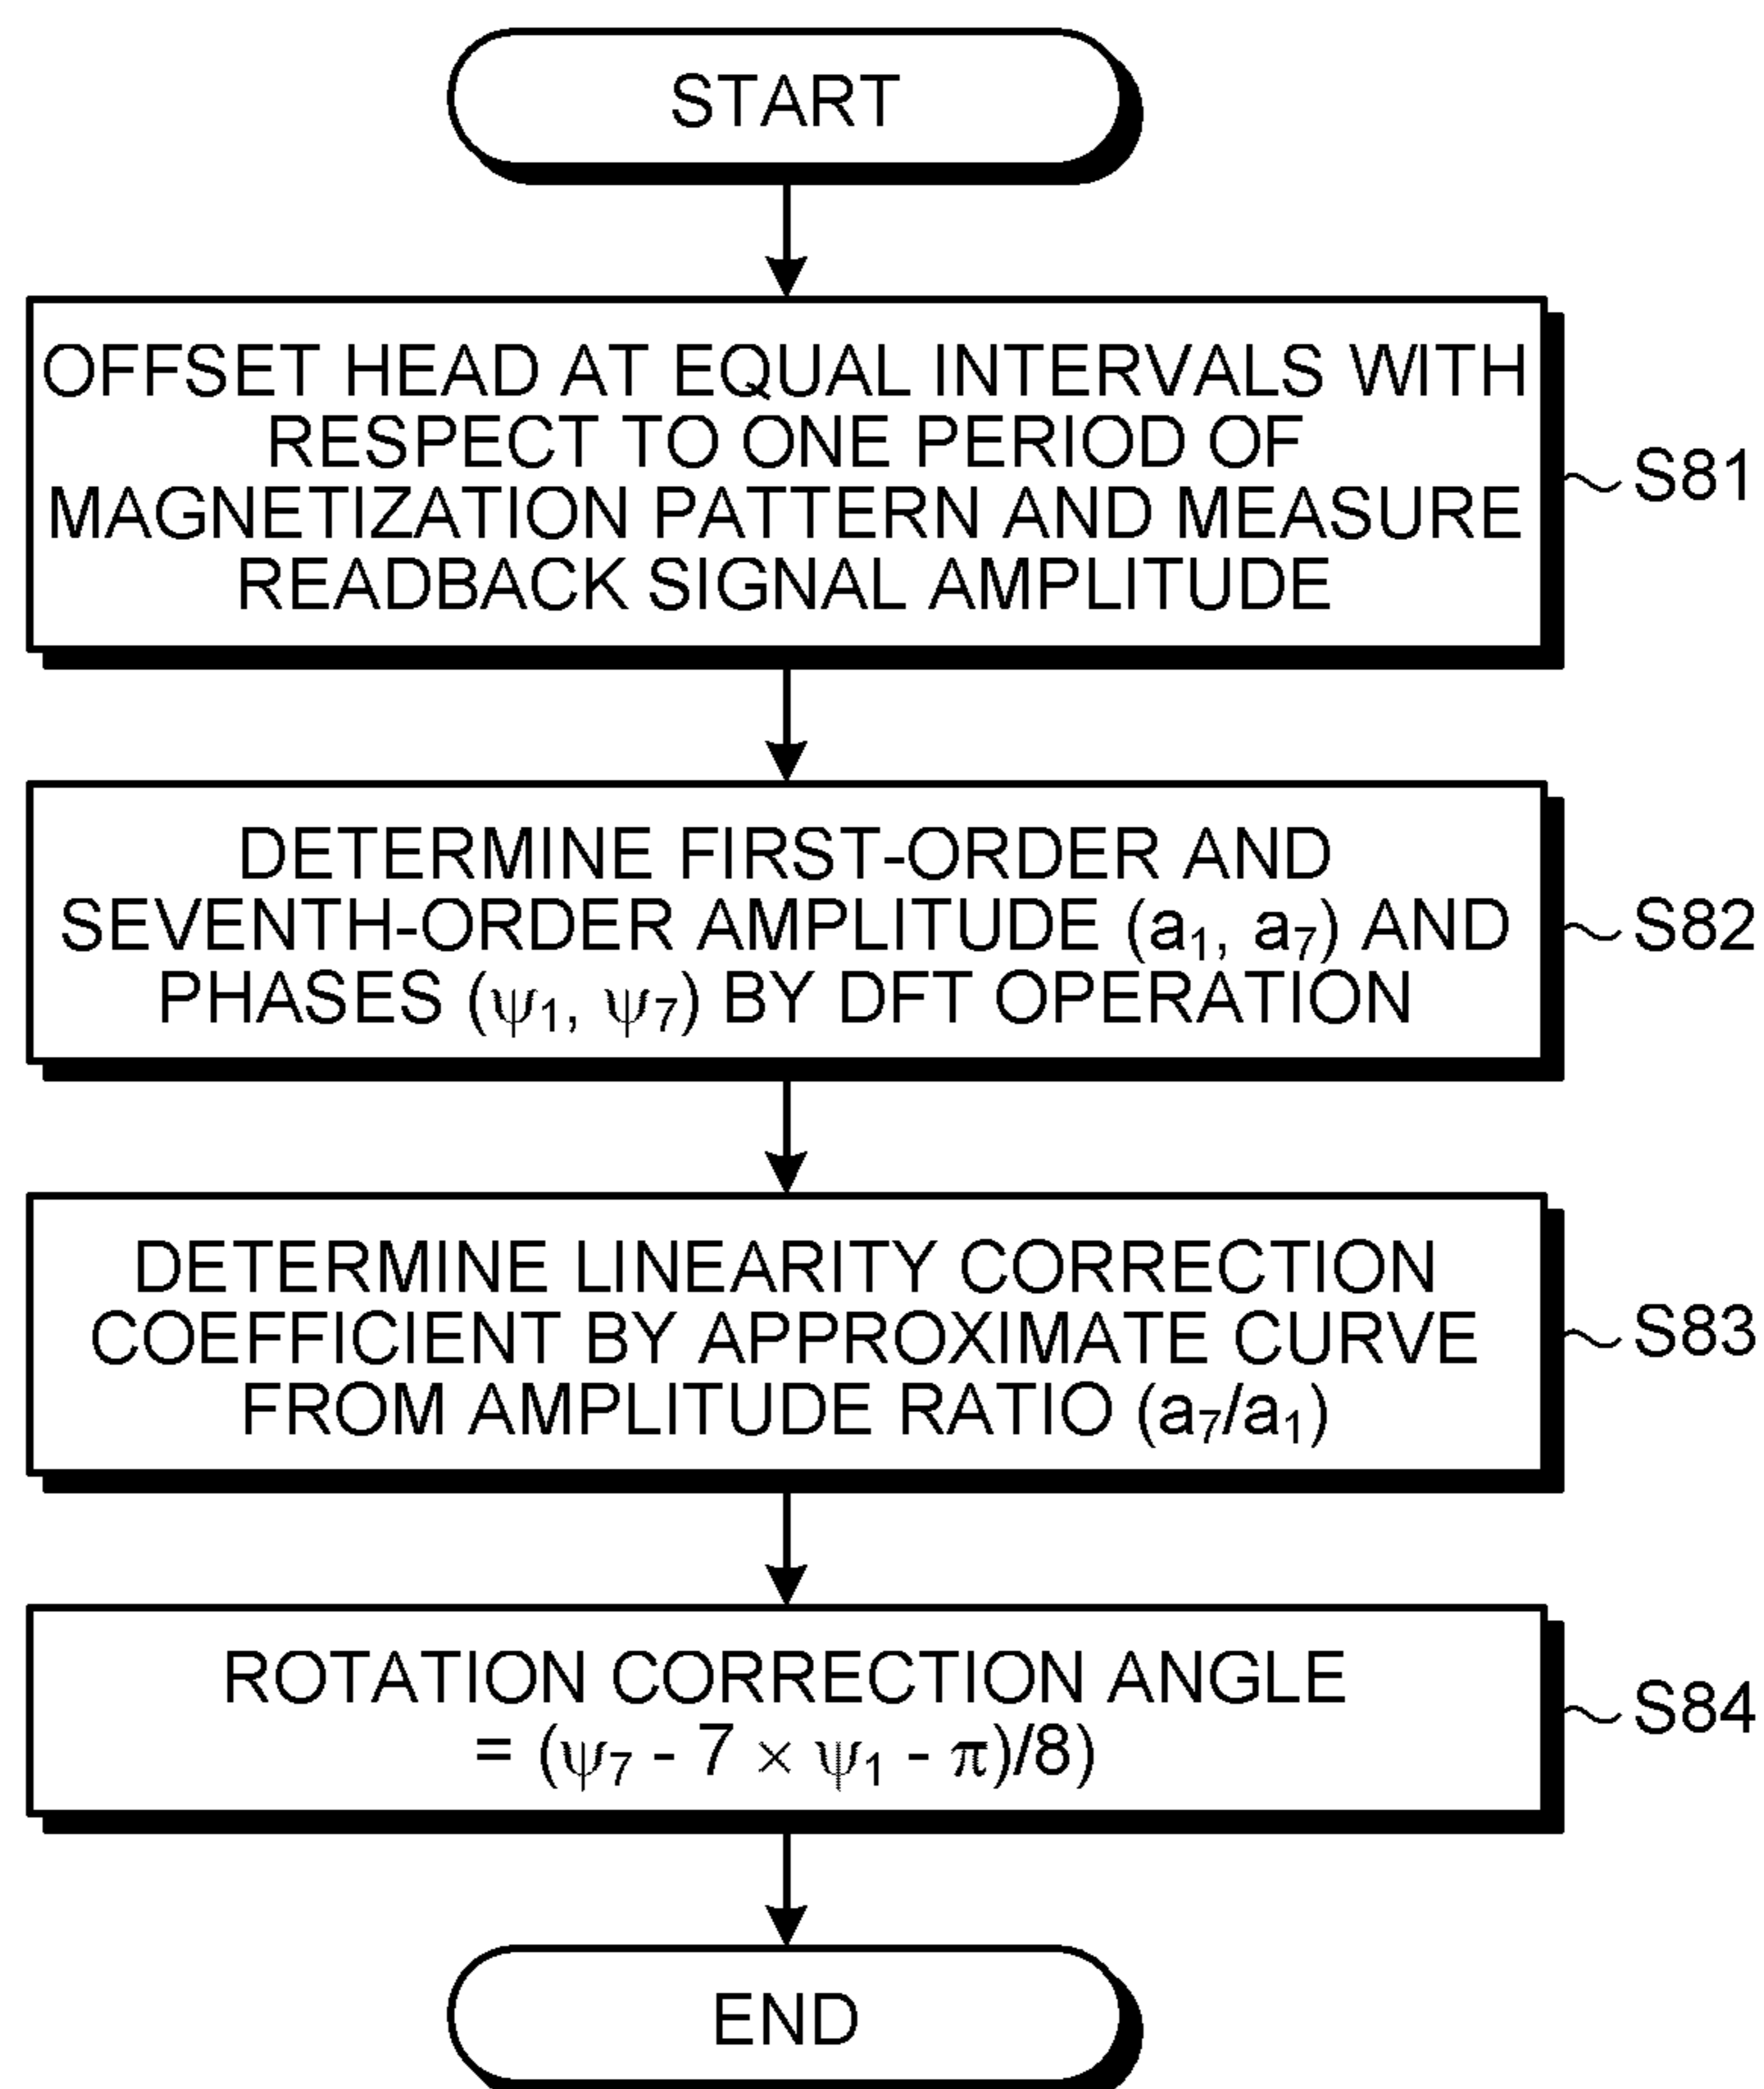 START
OFFSET HEAD AT EQUAL INTERVALS WITH
RESPECT TO ONE PERIOD OF
MAGNETIZATION PATTERN AND MEASURE
READBACK SIGNAL AMPLITUDE
S81
DETERMINE FIRST-ORDER AND
SEVENTH-ORDER AMPLITUDE (a₁, a₇) AND
PHASES (ψ₁, ψ₇) BY DFT OPERATION
S82
DETERMINE LINEARITY CORRECTION
COEFFICIENT BY APPROXIMATE CURVE
FROM AMPLITUDE RATIO (a₇/a₁)
S83
ROTATION CORRECTION ANGLE
= (ψ₇ - 7 × ψ₁ - π)/8)
S84
END